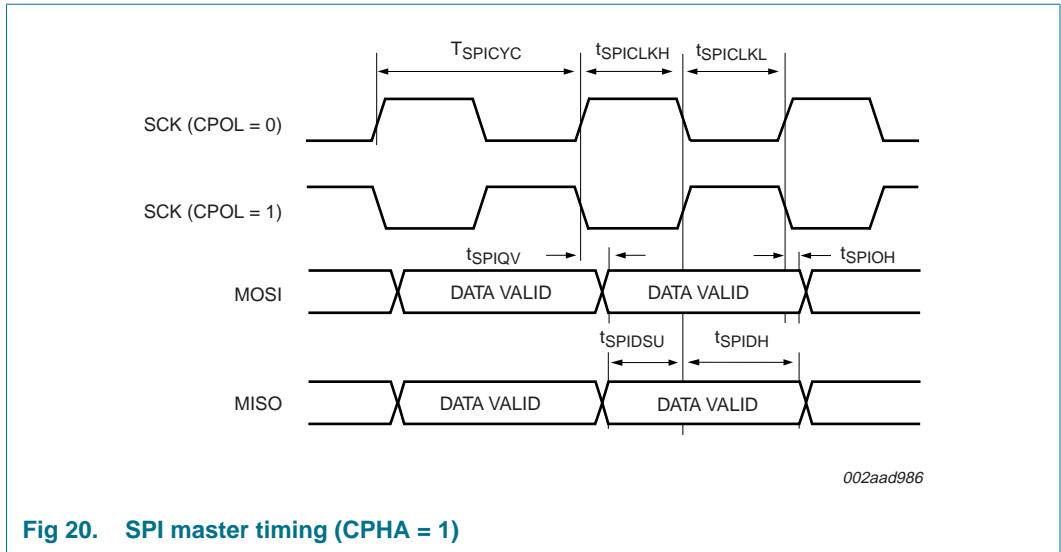 TSPICYC tSPICLKH tSPICLKL
SCK (CPOL = 0)
SCK (CPOL = 1)
tSPIQV tSPIOH
MOSI DATA VALID DATA VALID
tSPIDSU tSPIDH
MISO DATA VALID DATA VALID
002aad986
Fig 20. SPI master timing (CPHA = 1)